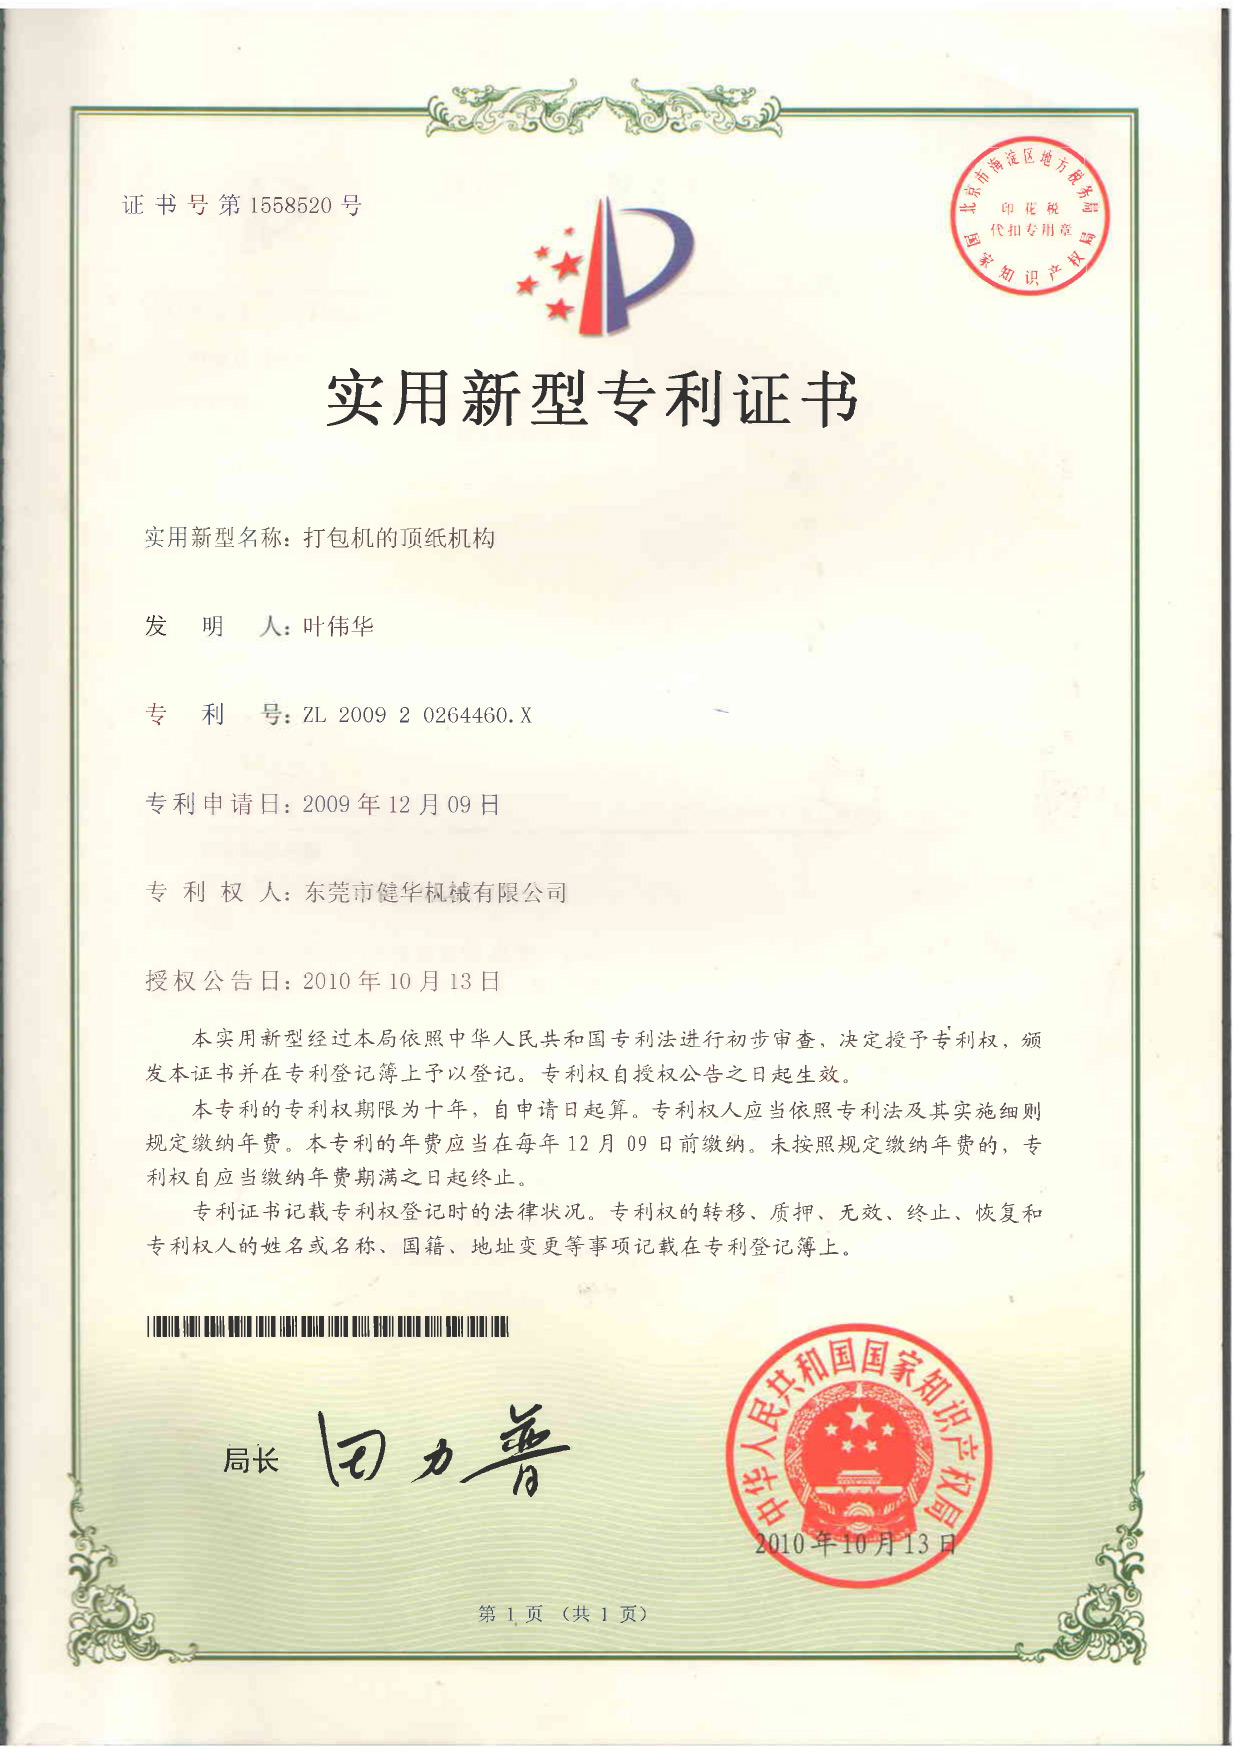 证书号第1558520号
北京市海淀区地方税务局
印花税
代扣专用章
国家知识产权局
实用新型专利证书
实用新型名称：打包机的顶纸机构
发明人：叶伟华
专利号：ZL 2009 2 0264460.X
专利申请日：2009年12月09日
专利权人：东莞市健华机械有限公司
授权公告日：2010年10月13日
本实用新型经过本局依照中华人民共和国专利法进行初步审查，决定授予专利权，颁
发本证书并在专利登记簿上予以登记。专利权自授权公告之日起生效。
本专利的专利权期限为十年，自申请日起算。专利权人应当依照专利法及其实施细则
规定缴纳年费。本专利的年费应当在每年12月09日前缴纳。未按照规定缴纳年费的，专
利权自应当缴纳年费期满之日起终止。
专利证书记载专利权登记时的法律状况。专利权的转移、质押、无效、终止、恢复和
专利权人的姓名或名称、国籍、地址变更等事项记载在专利登记簿上。
局长 田力普
中华人民共和国国家知识产权局
2010年10月13日
第1页（共1页）